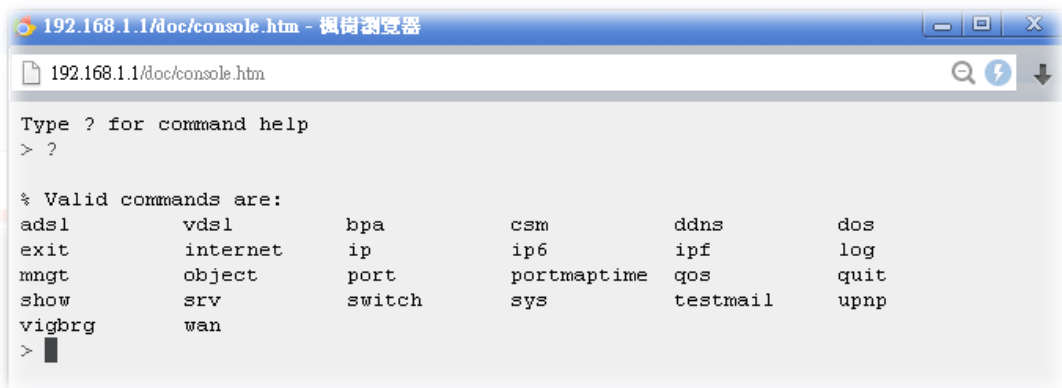 192.168.1.1/doc/console.htm - 楓樹瀏覽器
192.168.1.1/doc/console.htm
Type ? for command help
> ?
% Valid commands are:
adsl vdsl bpa csm ddns dos
exit internet ip ip6 ipf log
mngt object port portmaptime qos quit
show srv switch sys testmail upnp
vigbrg wan
>